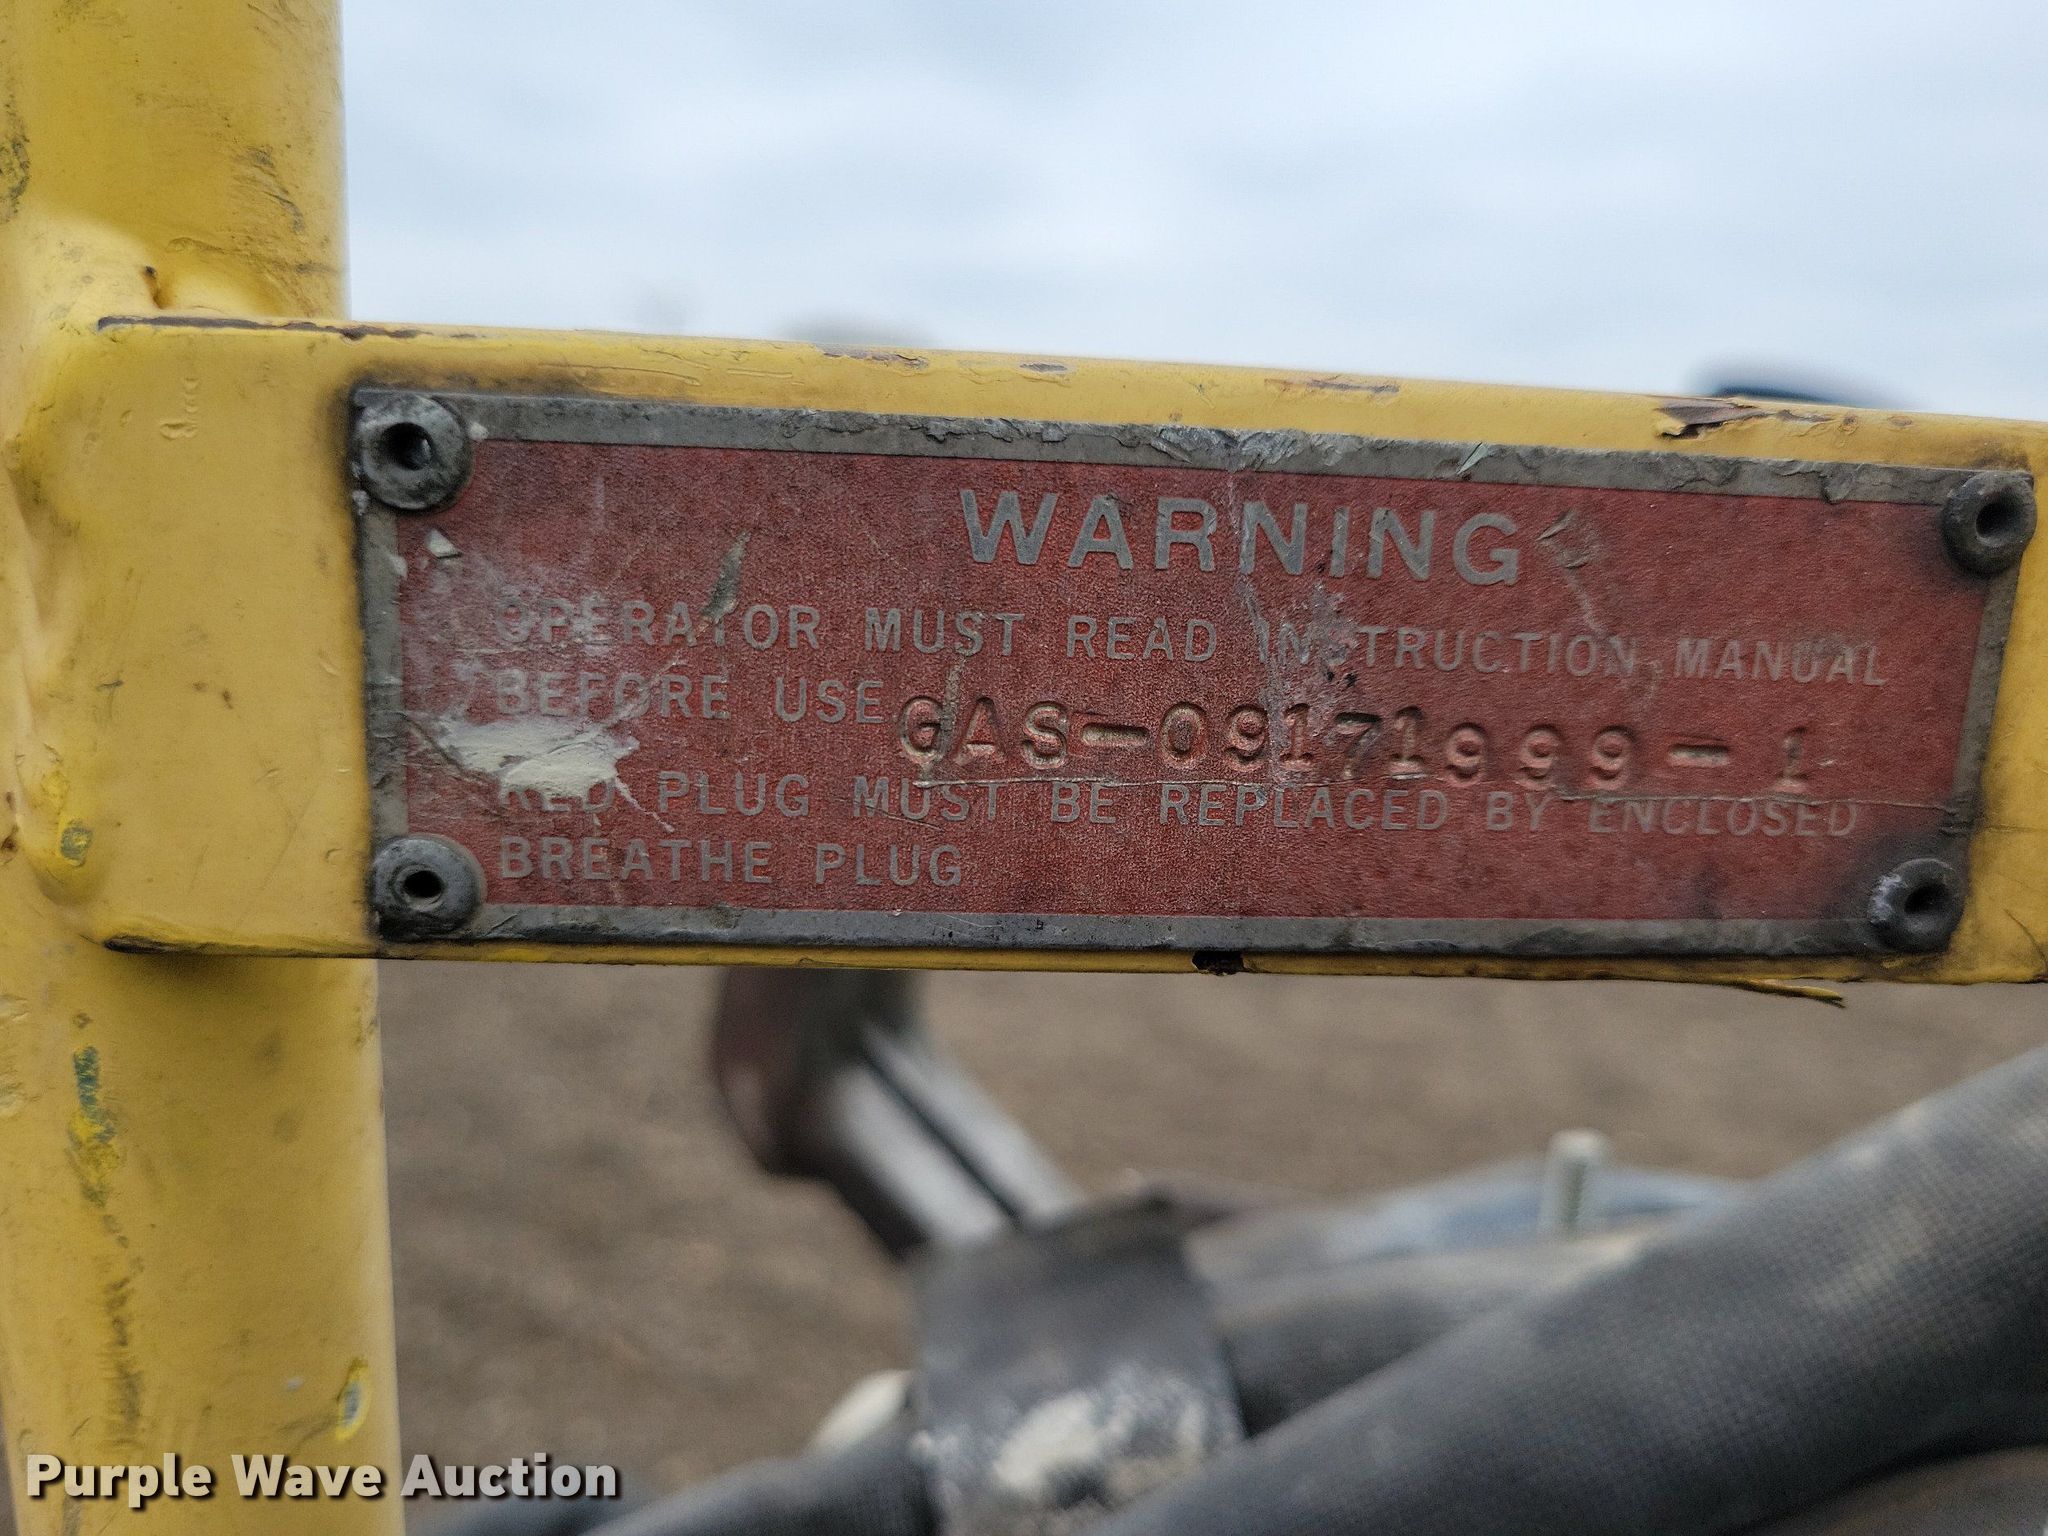 WARNING
OPERATOR MUST READ INSTRUCTION MANUAL
BEFORE USE.
GAS-09171999-1
RED PLUG MUST BE REPLACED BY ENCLOSED
BREATHE PLUG.
Purple Wave Auction